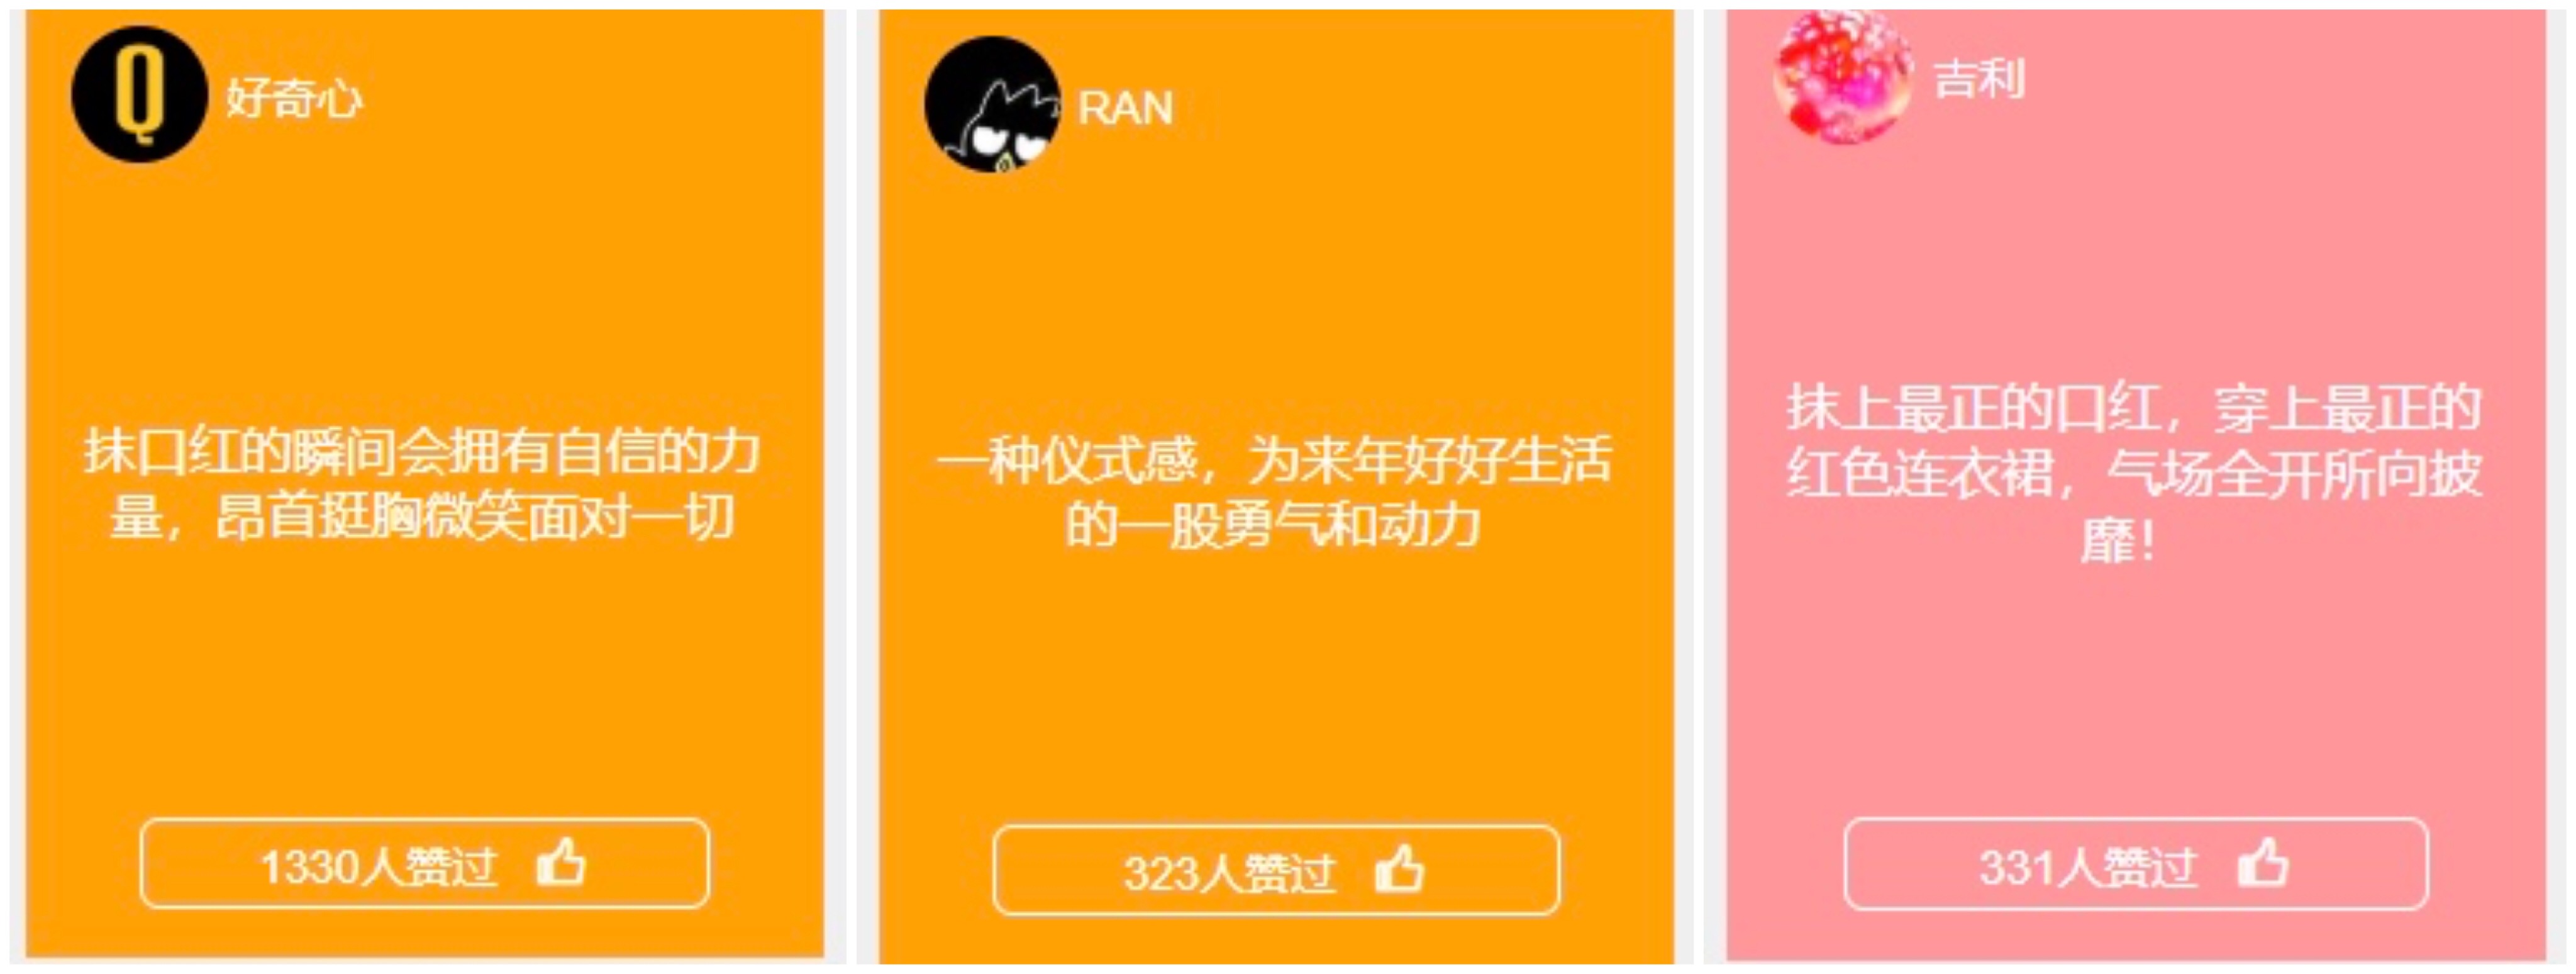 Q
好奇心
抹口红的瞬间会拥有自信的力
量，昂首挺胸微笑面对一切
1330人赞过
RAN
一种仪式感，为来年好好生活
的一股勇气和动力
323人赞过
吉利
抹上最正的口红，穿上最正的
红色连衣裙，气场全开所向披
靡！
331人赞过